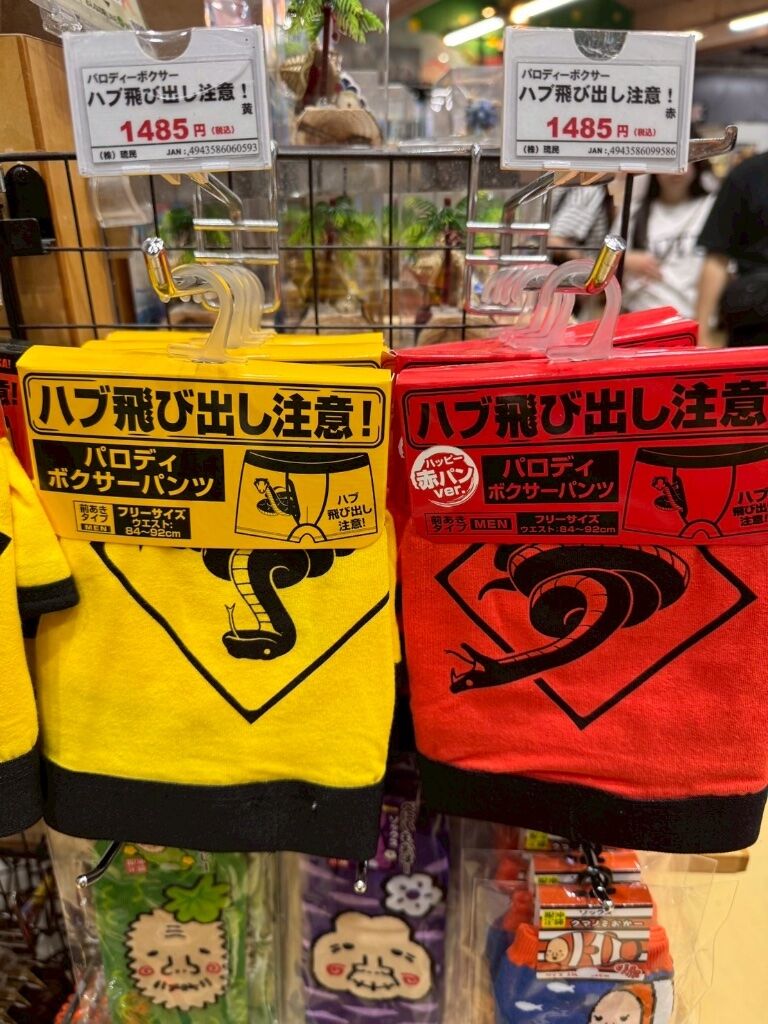 パロディーボクサー
ハブ飛び出し注意！
黄
1485円（税込）
（株）琉民 JAN：4943586060593
パロディーボクサー
ハブ飛び出し注意！
赤
1485円（税込）
（株）琉民 JAN：4943586099586
ハブ飛び出し注意！
パロディ
ボクサーパンツ
ハブ
飛び出し
注意！
前あき
タイプ
MEN
フリーサイズ
ウエスト：
84〜92cm
ハブ飛び出し注意
ハッピー
赤パン
ver.
パロディ
ボクサーパンツ
ハブ
飛び出
注意！
前あき
タイプ
MEN
フリーサイズ
ウエスト：84〜92cm